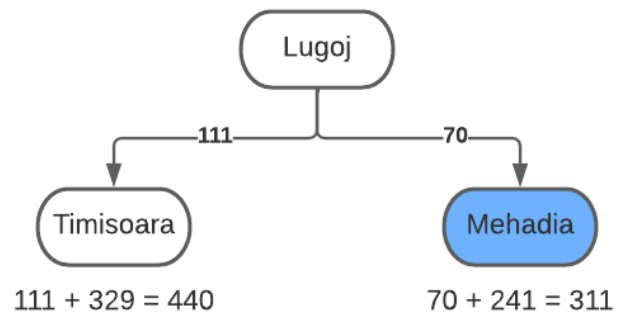 Lugoj
111
70
Timisoara
Mehadia
111 + 329 = 440
70 + 241 = 311